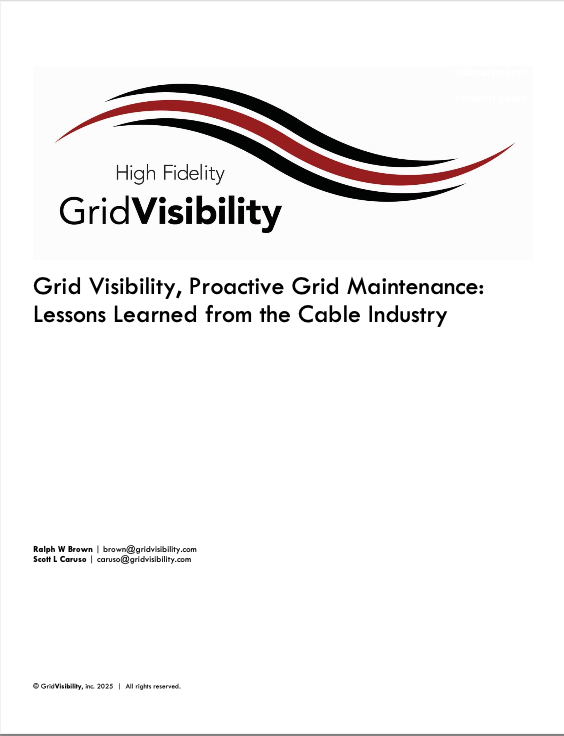 High Fidelity
GridVisibility
Grid Visibility, Proactive Grid Maintenance:
Lessons Learned from the Cable Industry
Ralph W Brown | brown@gridvisibility.com
Scott L Caruso | caruso@gridvisibility.com
© GridVisibility, inc. 2025 | All rights reserved.